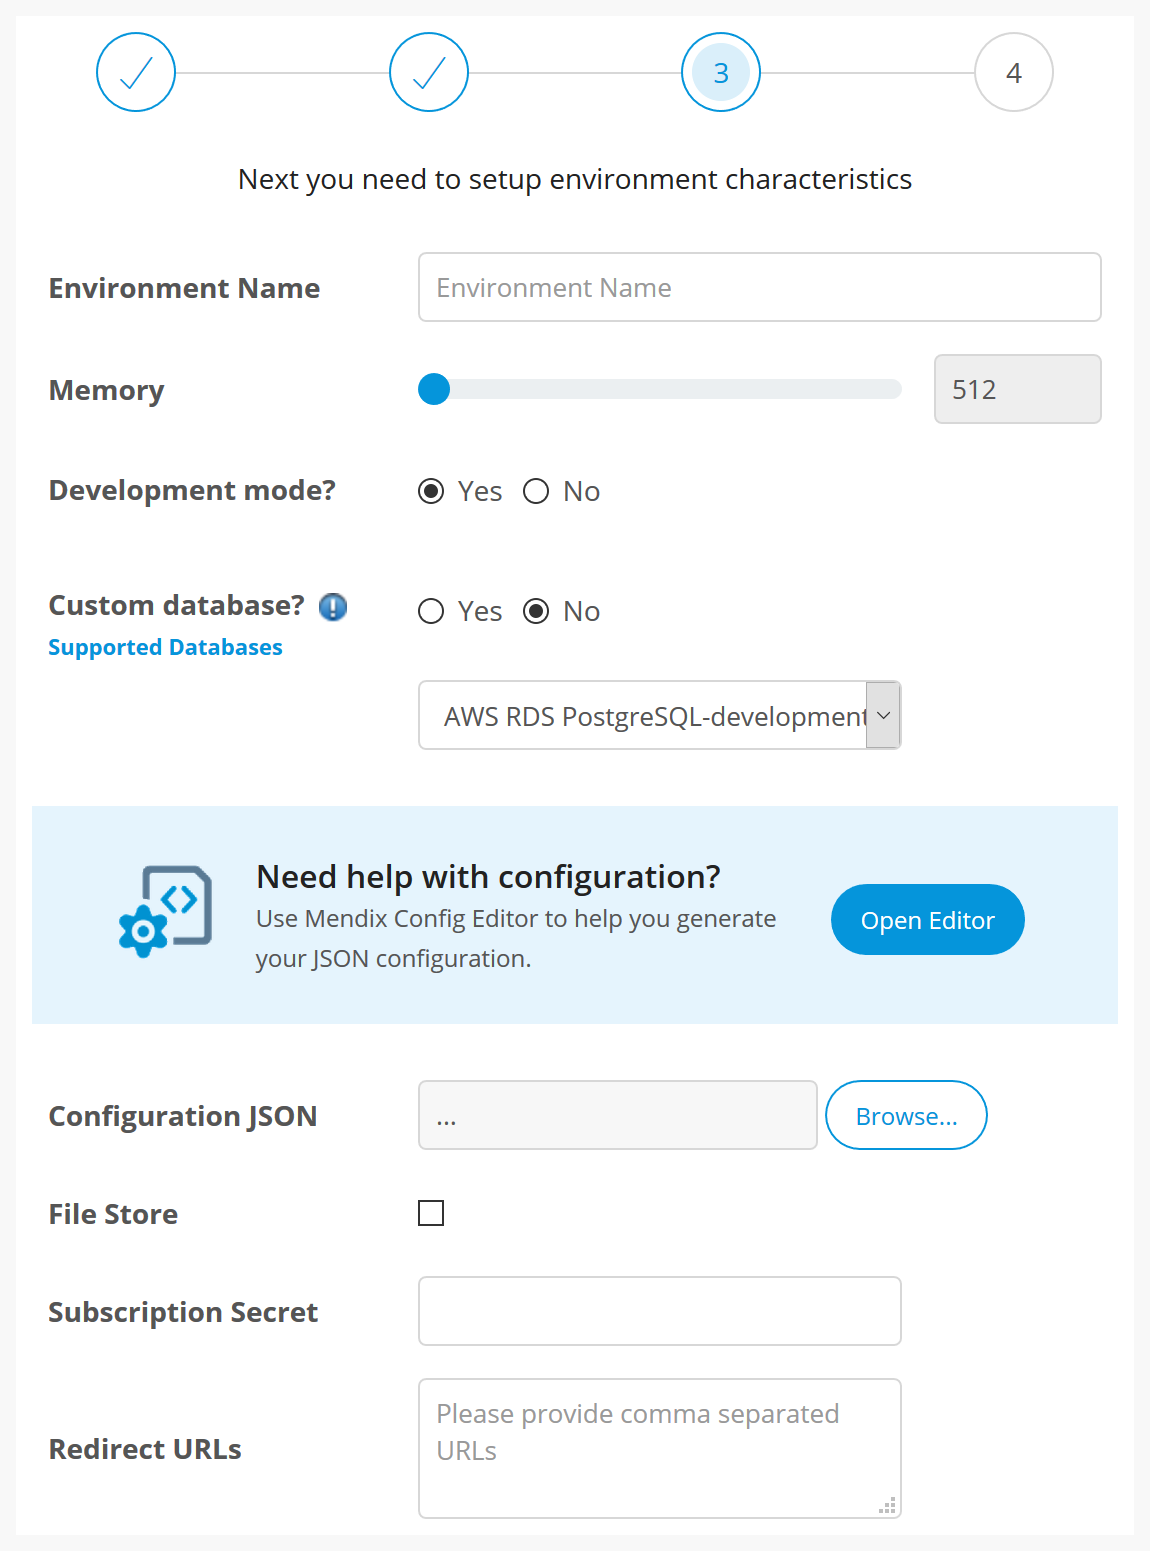 3
4
Next you need to setup environment characteristics
Environment Name
Environment Name
Memory
512
Development mode?
Yes
No
Custom database?
Yes
No
Supported Databases
AWS RDS PostgreSQL-development
Need help with configuration?
Use Mendix Config Editor to help you generate
your JSON configuration.
Open Editor
Configuration JSON
...
Browse...
File Store
Subscription Secret
Redirect URLs
Please provide comma separated
URLs